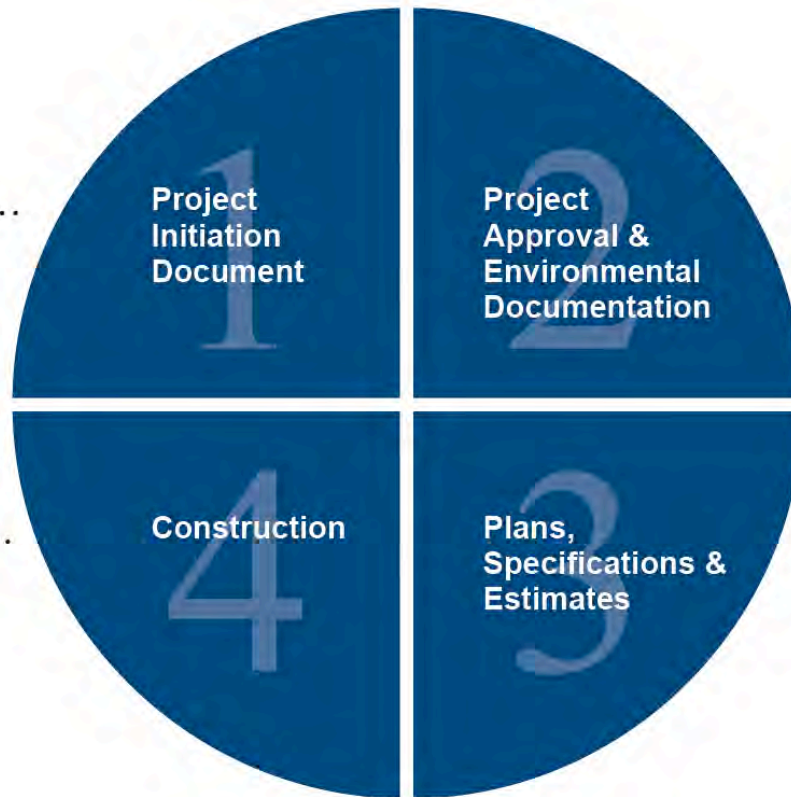 1
Project
Initiation
Document
2
Project
Approval &
Environmental
Documentation
3
Plans,
Specifications &
Estimates
4
Construction